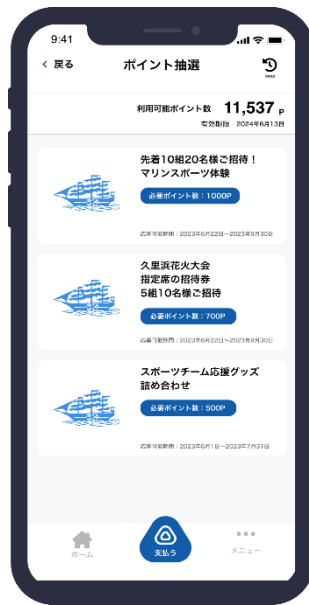 9:41
戻る
ポイント抽選
利用可能ポイント数 11,537 P
有効期限 2024年6月13日
先着10組20名様ご招待！
マリンスポーツ体験
必要ポイント数：1000P
応募可能期間：2023年6月22日〜2023年9月30日
久里浜花火大会
指定席の招待券
5組10名様ご招待
必要ポイント数：700P
応募可能期間：2023年6月22日〜2023年9月30日
スポーツチーム応援グッズ
詰め合わせ
必要ポイント数：500P
応募可能期間：2023年6月1日〜2023年7月31日
ホーム
支払う
メニュー